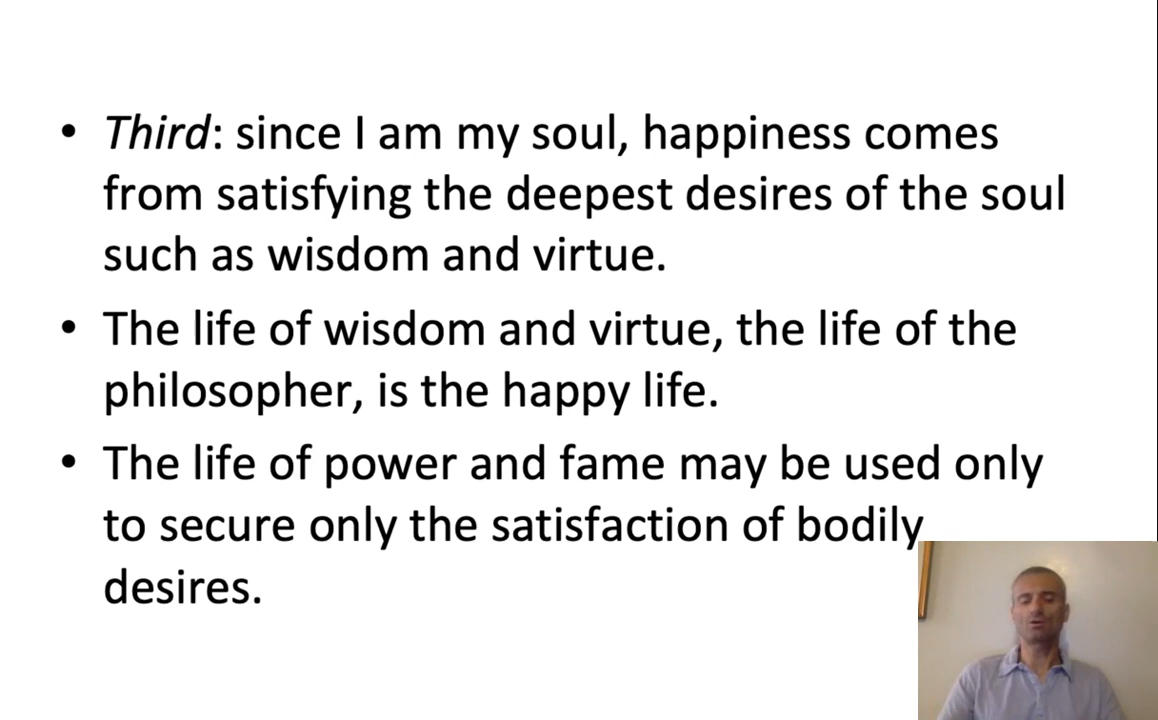 • Third: since I am my soul, happiness comes
from satisfying the deepest desires of the soul
such as wisdom and virtue.
• The life of wisdom and virtue, the life of the
philosopher, is the happy life.
• The life of power and fame may be used only
to secure only the satisfaction of bodily
desires.